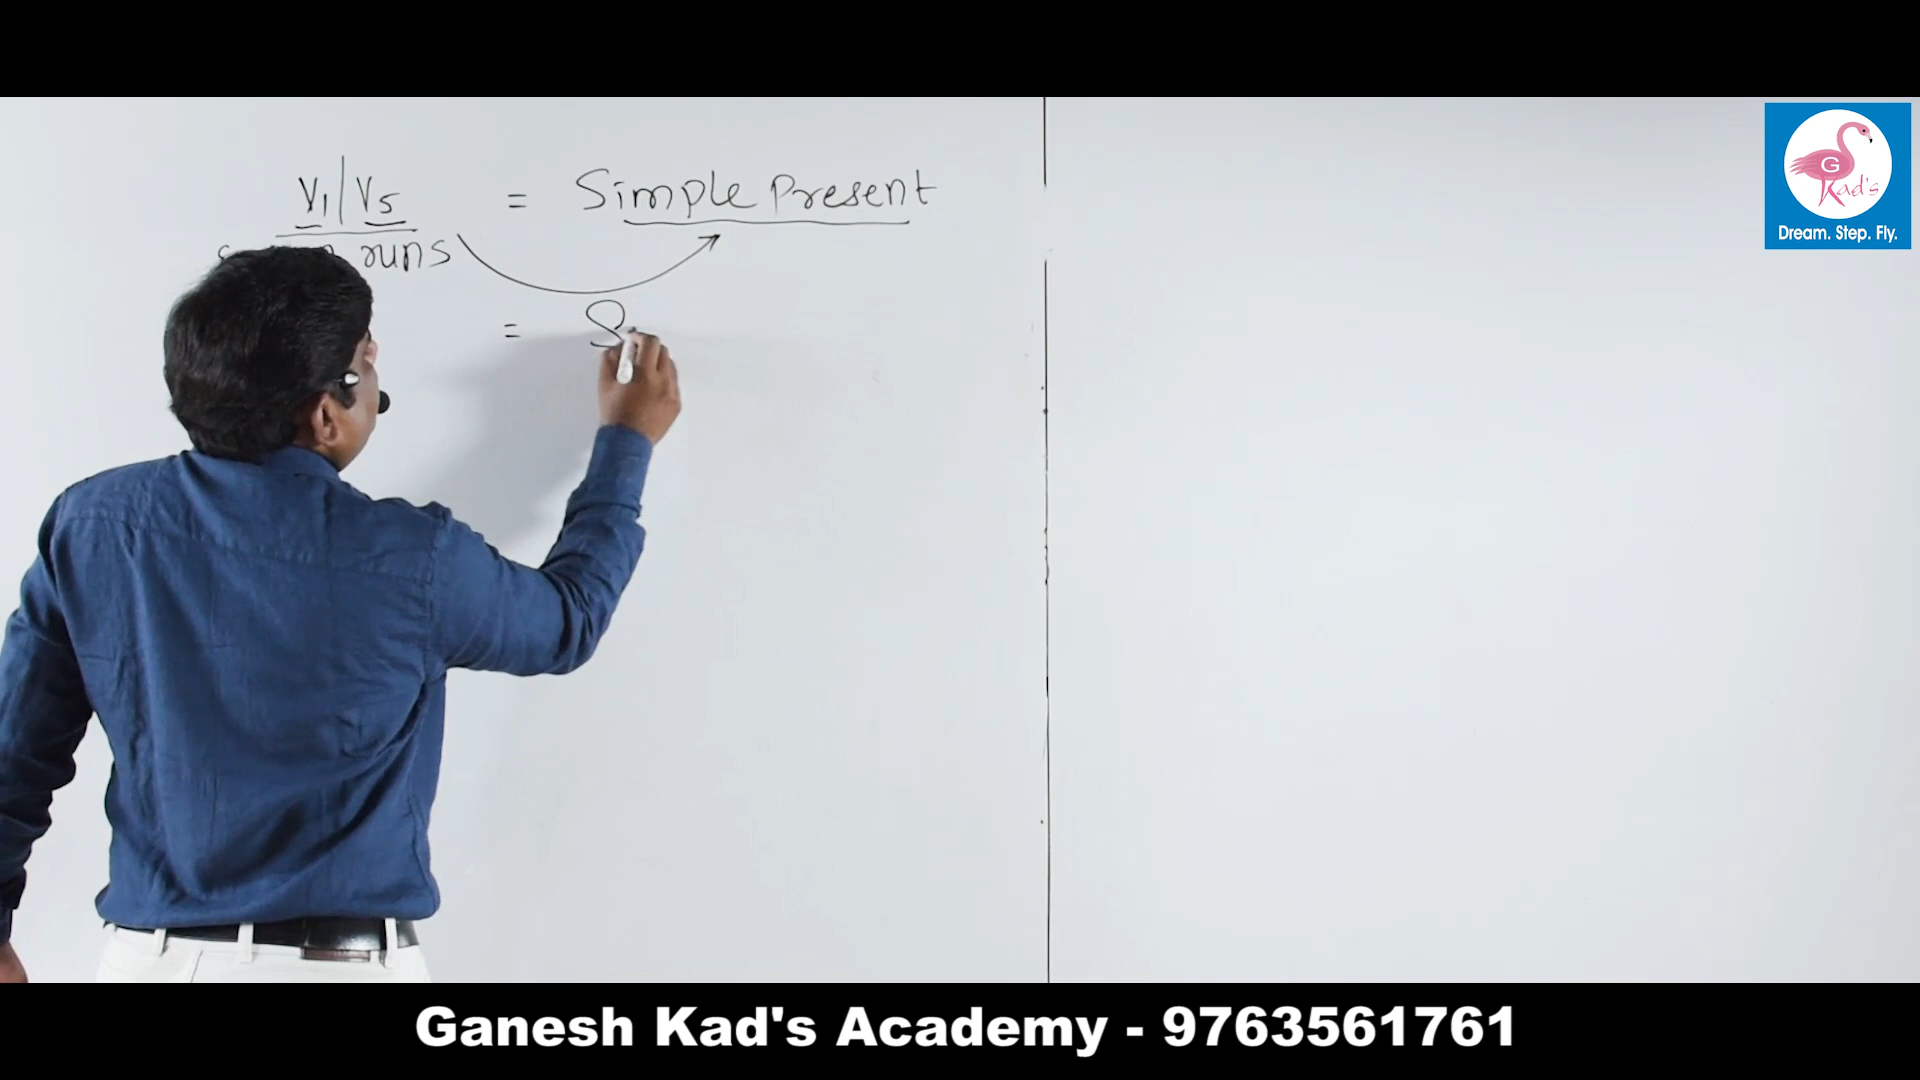 V1 | V5 = Simple Present
runs
= S
G
Kad's
Dream. Step. Fly.
Ganesh Kad's Academy - 9763561761